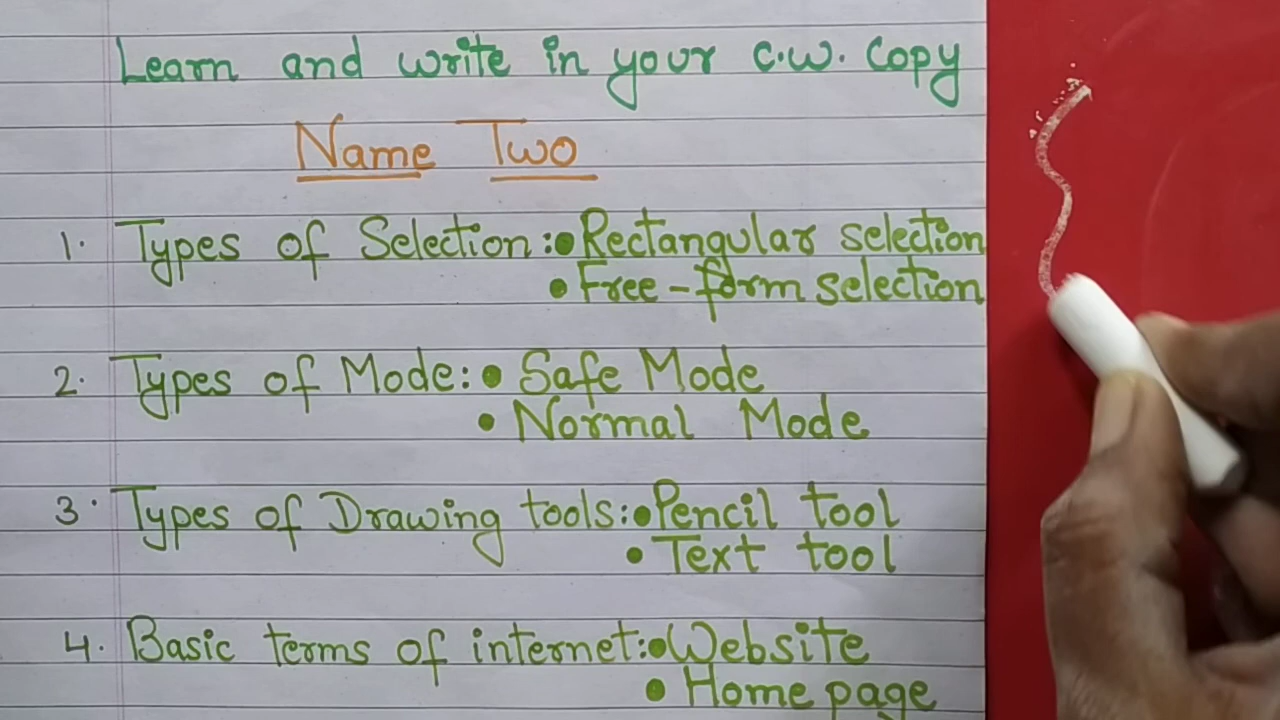 Learn and write in your c.w. copy
Name Two
1. Types of Selection: • Rectangular selection
• Free-form selection
2. Types of Mode: • Safe Mode
• Normal Mode
3. Types of Drawing tools: • Pencil tool
• Text tool
4. Basic terms of internet: • Website
• Home page